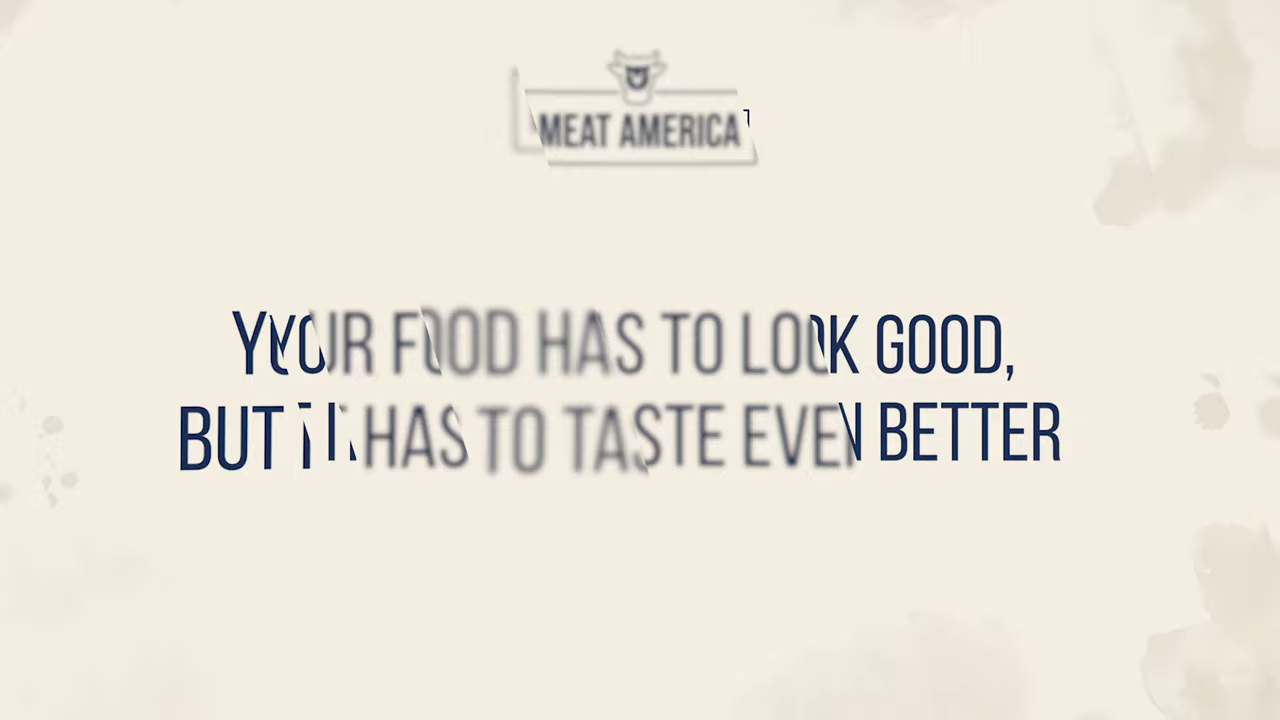 MEAT AMERICA
YOUR FOOD HAS TO LOOK GOOD,
BUT IT HAS TO TASTE EVEN BETTER